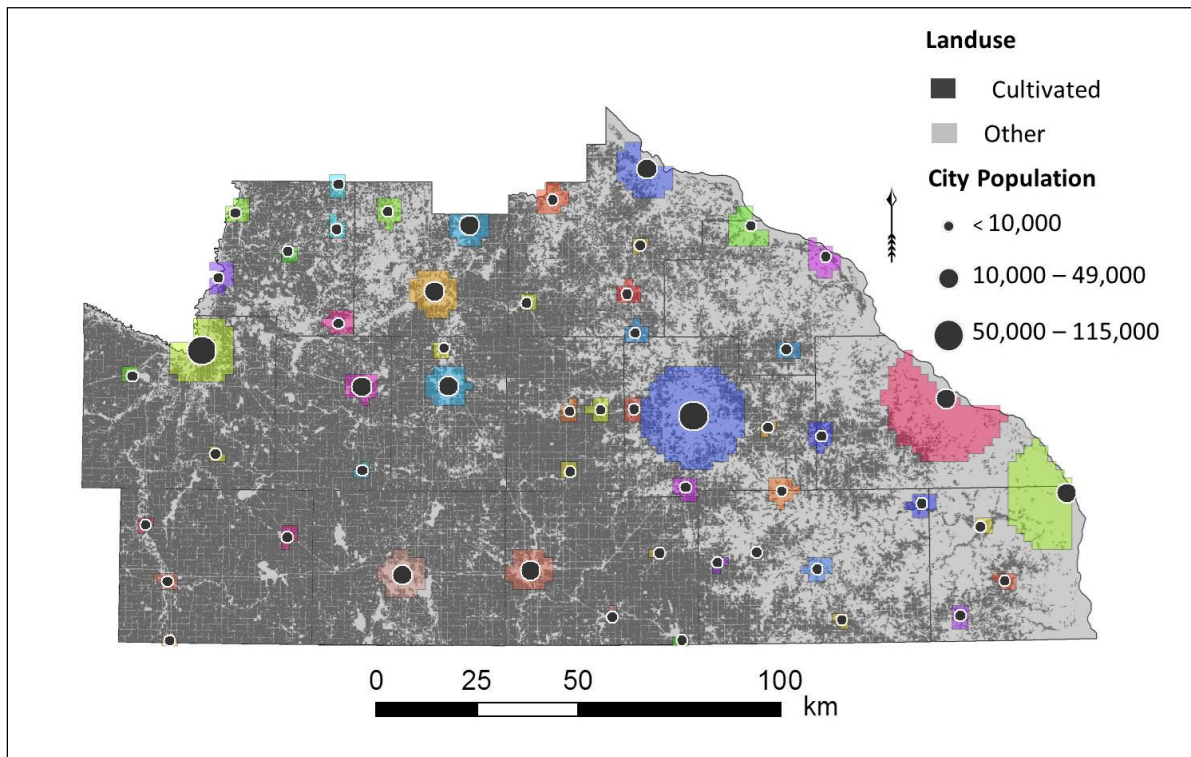 Landuse
Cultivated
Other
City Population
< 10,000
10,000 – 49,000
50,000 – 115,000
0 25 50 100
km